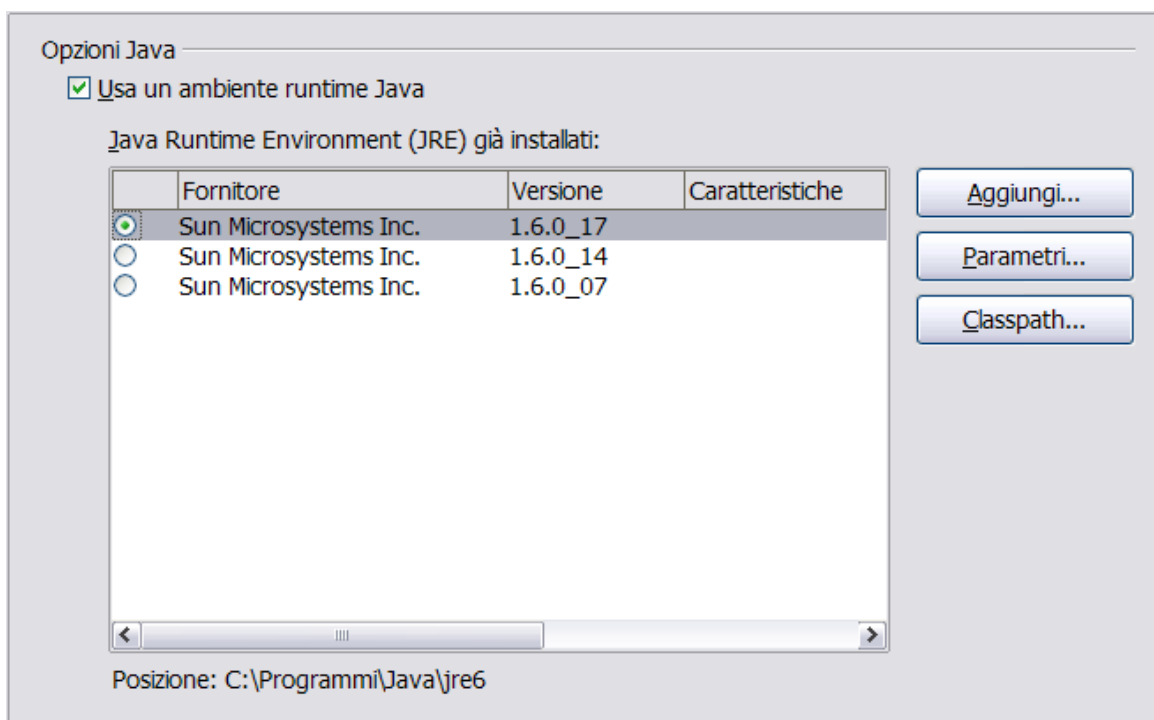 Opzioni Java
Usa un ambiente runtime Java
Java Runtime Environment (JRE) già installati:
Fornitore Versione Caratteristiche
Sun Microsystems Inc. 1.6.0_17
Sun Microsystems Inc. 1.6.0_14
Sun Microsystems Inc. 1.6.0_07
Aggiungi...
Parametri...
Classpath...
Posizione: C:\Programmi\Java\jre6